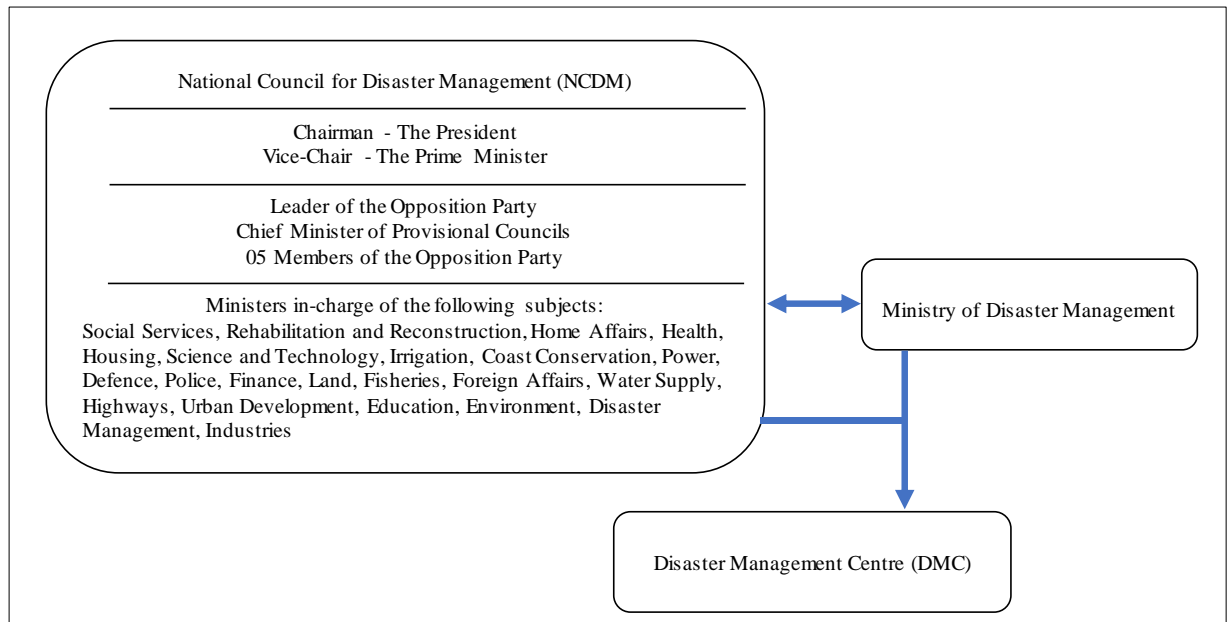 National Council for Disaster Management (NCDM)
Chairman - The President
Vice-Chair - The Prime Minister
Leader of the Opposition Party
Chief Minister of Provisional Councils
05 Members of the Opposition Party
Ministers in-charge of the following subjects:
Social Services, Rehabilitation and Reconstruction, Home Affairs, Health,
Housing, Science and Technology, Irrigation, Coast Conservation, Power,
Defence, Police, Finance, Land, Fisheries, Foreign Affairs, Water Supply,
Highways, Urban Development, Education, Environment, Disaster
Management, Industries
Ministry of Disaster Management
Disaster Management Centre (DMC)